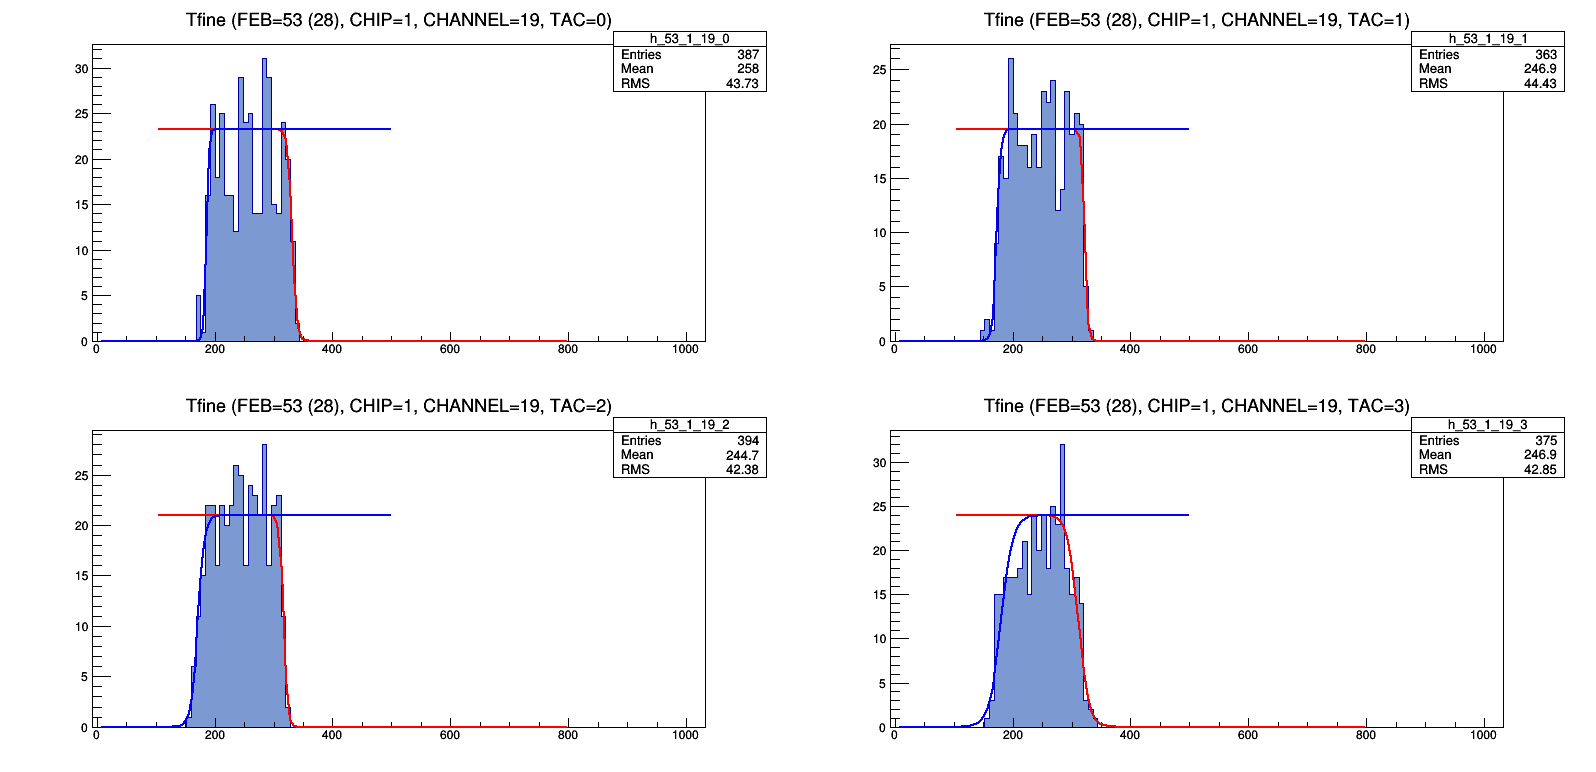 Tfine (FEB=53 (28), CHIP=1, CHANNEL=19, TAC=0)
h_53_1_19_0
Entries 387
Mean 258
RMS 43.73
30
25
20
15
10
5
0
0 200 400 600 800 1000
Tfine (FEB=53 (28), CHIP=1, CHANNEL=19, TAC=1)
h_53_1_19_1
Entries 363
Mean 246.9
RMS 44.43
25
20
15
10
5
0
0 200 400 600 800 1000
Tfine (FEB=53 (28), CHIP=1, CHANNEL=19, TAC=2)
h_53_1_19_2
Entries 394
Mean 244.7
RMS 42.38
25
20
15
10
5
0
0 200 400 600 800 1000
Tfine (FEB=53 (28), CHIP=1, CHANNEL=19, TAC=3)
h_53_1_19_3
Entries 375
Mean 246.9
RMS 42.85
30
25
20
15
10
5
0
0 200 400 600 800 1000